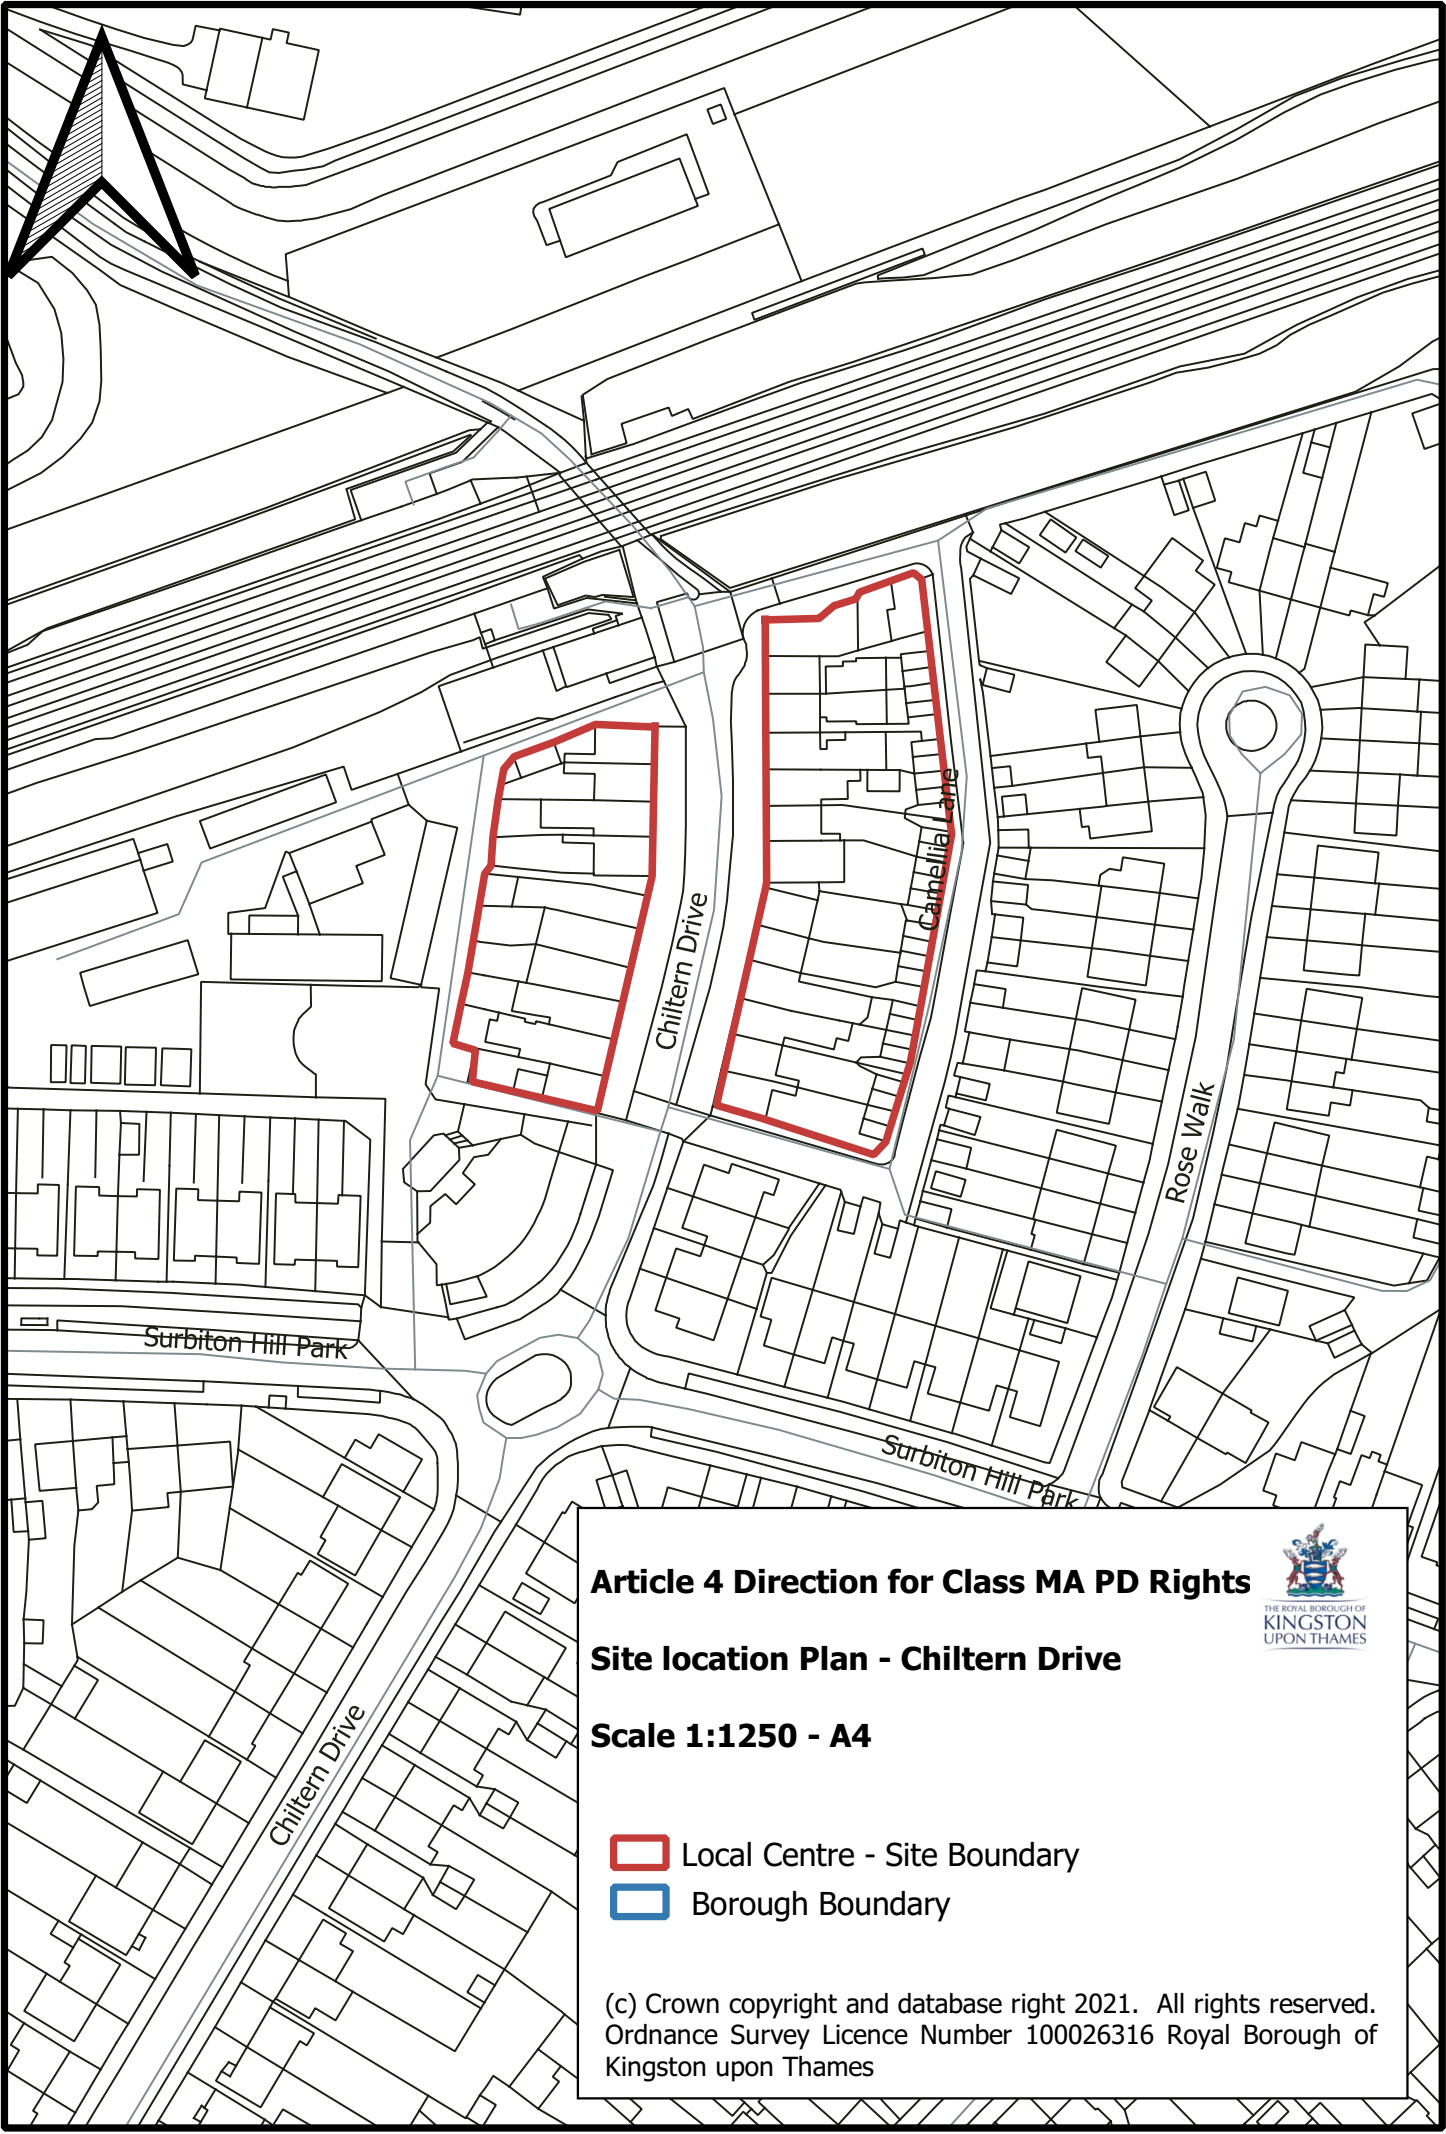 Camellia Lane
Chiltern Drive
Rose Walk
Surbiton Hill Park
Surbiton Hill Park
Chiltern Drive
Article 4 Direction for Class MA PD Rights
THE ROYAL BOROUGH OF
KINGSTON
UPON THAMES
Site location Plan - Chiltern Drive
Scale 1:1250 - A4
Local Centre - Site Boundary
Borough Boundary
(c) Crown copyright and database right 2021. All rights reserved.
Ordnance Survey Licence Number 100026316 Royal Borough of
Kingston upon Thames